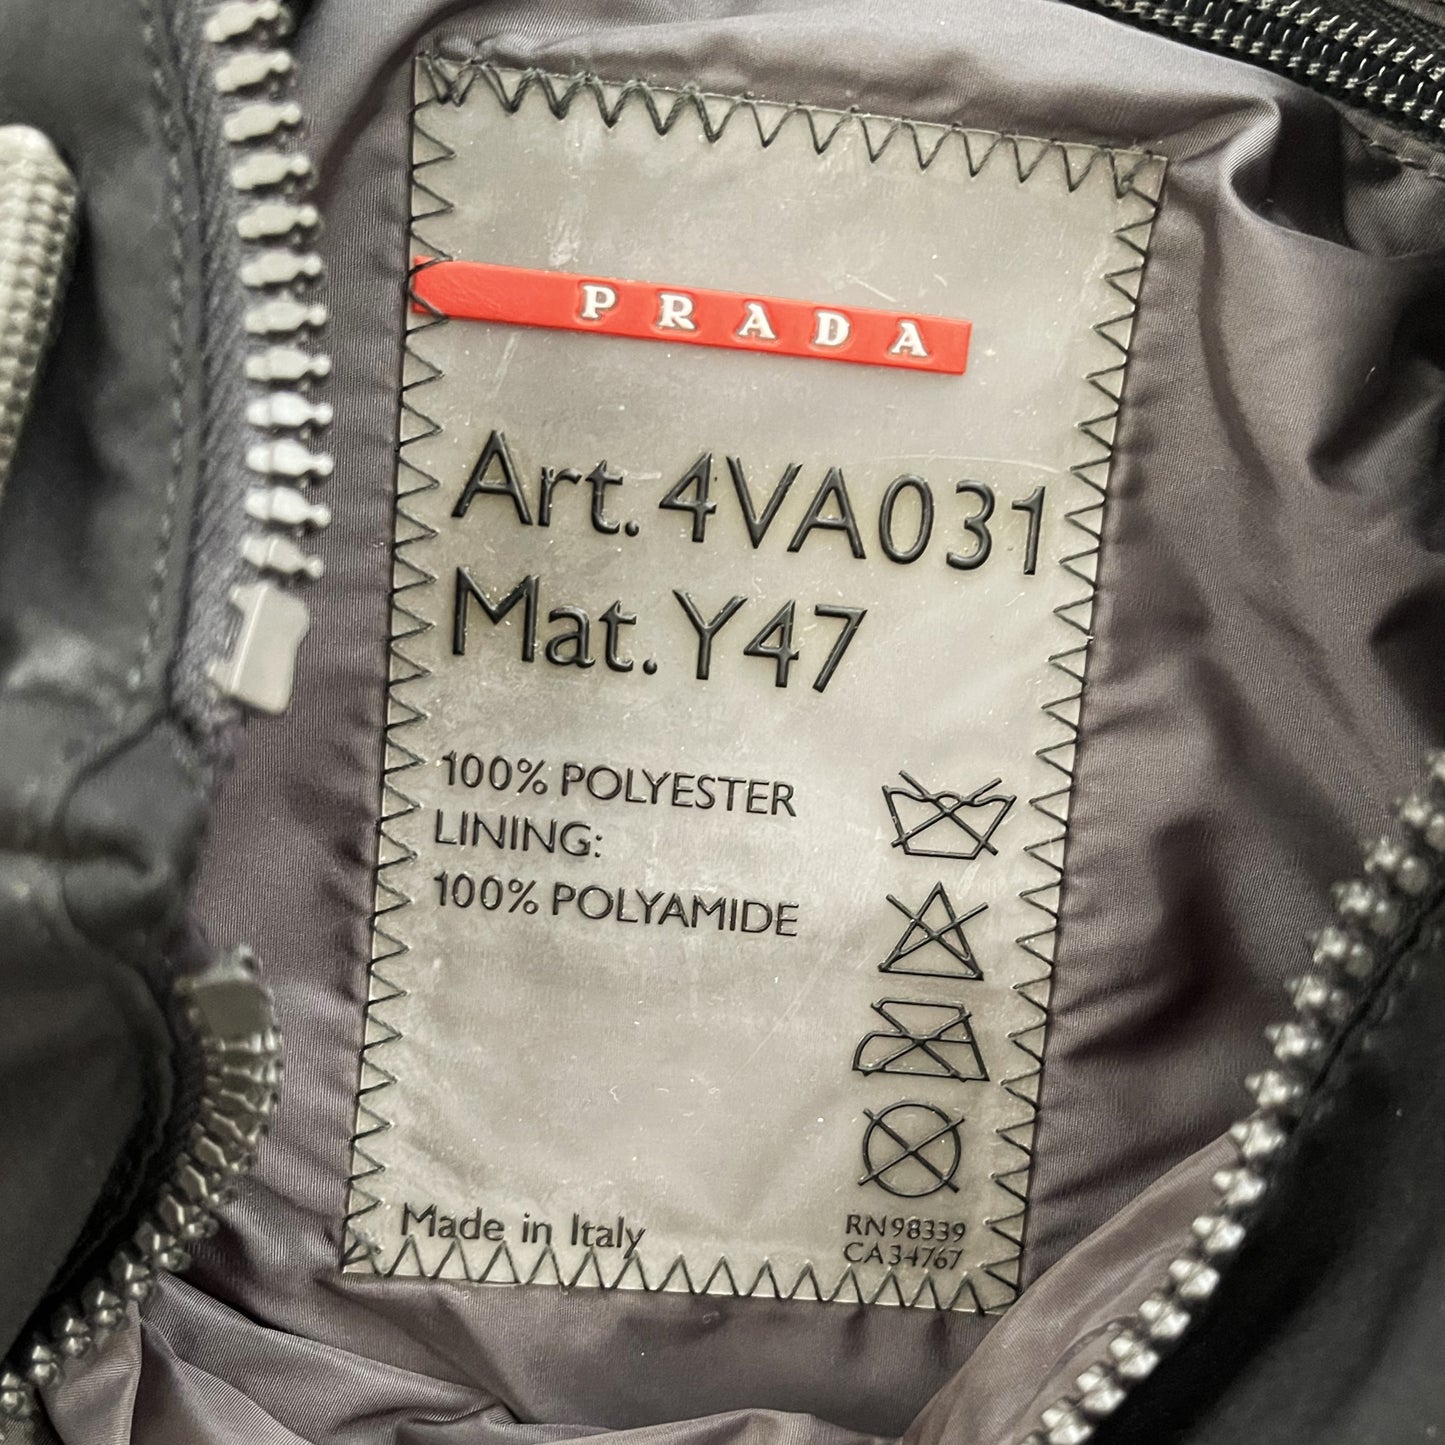 PRADA
Art. 4VA031
Mat. Y47
100% POLYESTER
LINING:
100% POLYAMIDE
Made in Italy
RN98339
CA34767